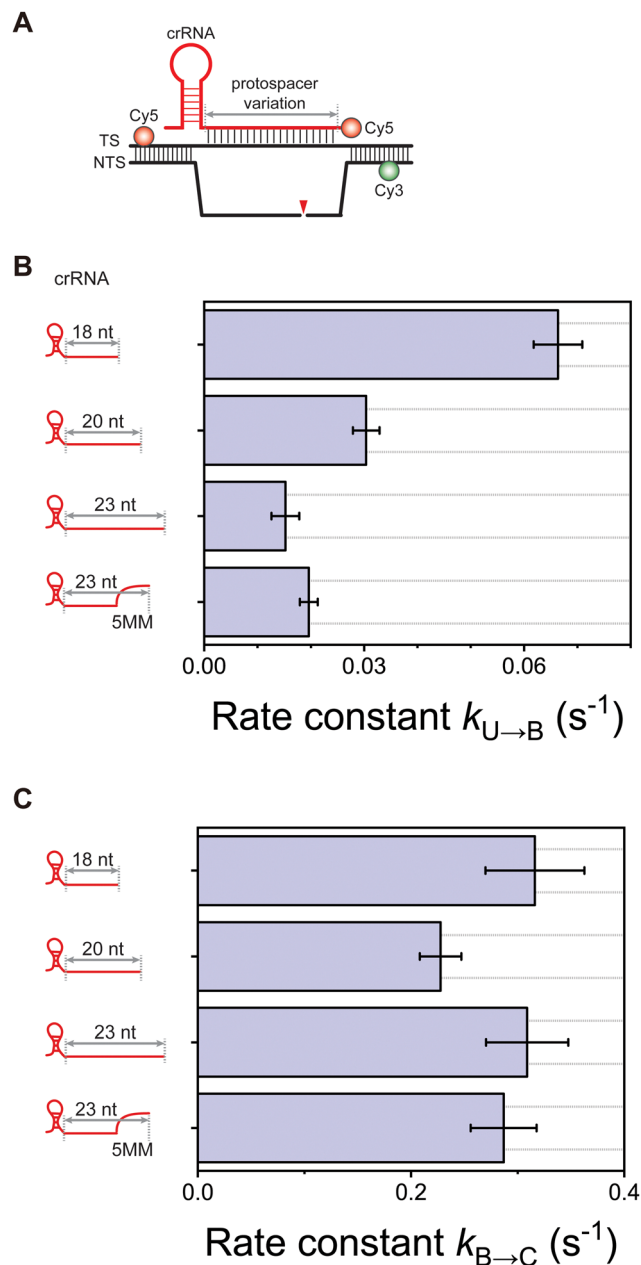 A
crRNA
protospacer
variation
Cy5
Cy5
TS
NTS
Cy3
B
crRNA
18 nt
20 nt
23 nt
23 nt
5MM
0.00 0.03 0.06
Rate constant kU→B (s-1)
C
18 nt
20 nt
23 nt
23 nt
5MM
0.0 0.2 0.4
Rate constant kB→C (s-1)